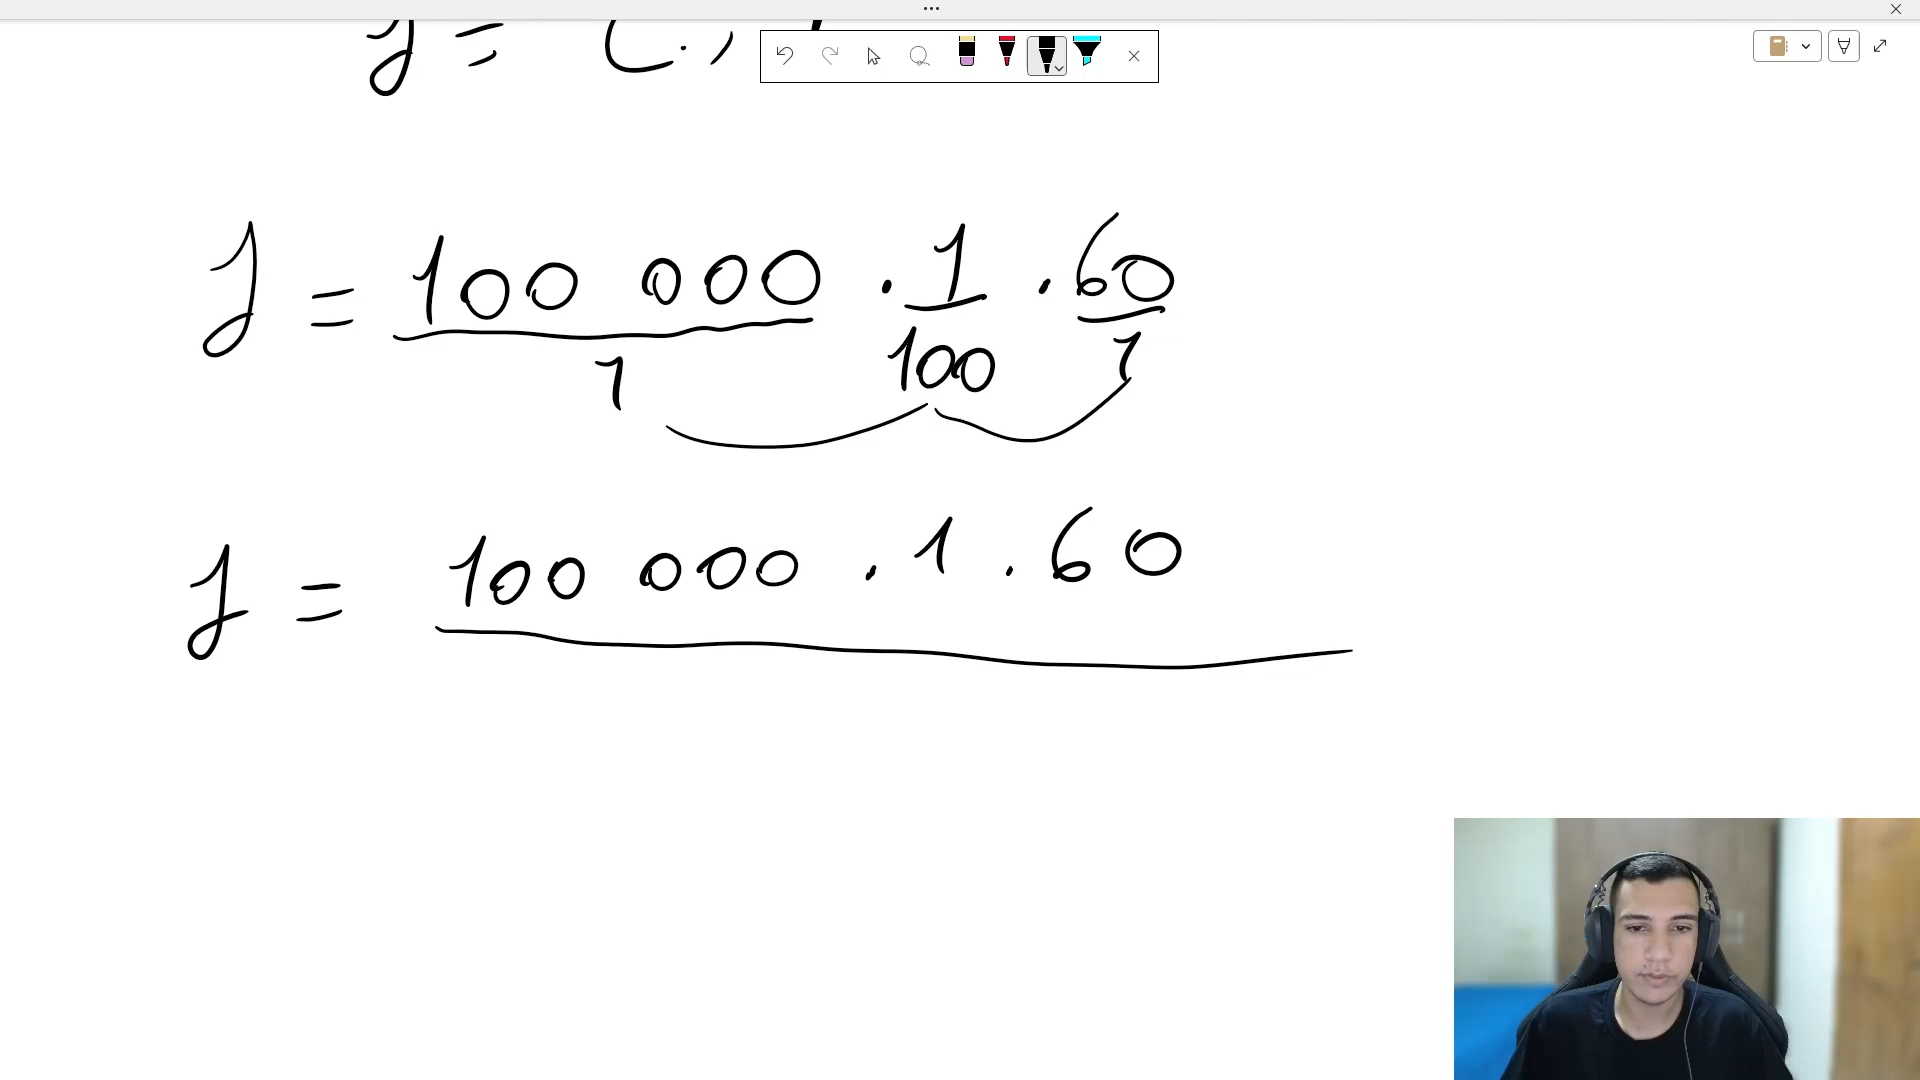 J =
J = 100 000 . 1 . 60
1 100 1
J = 100 000 . 1 . 60